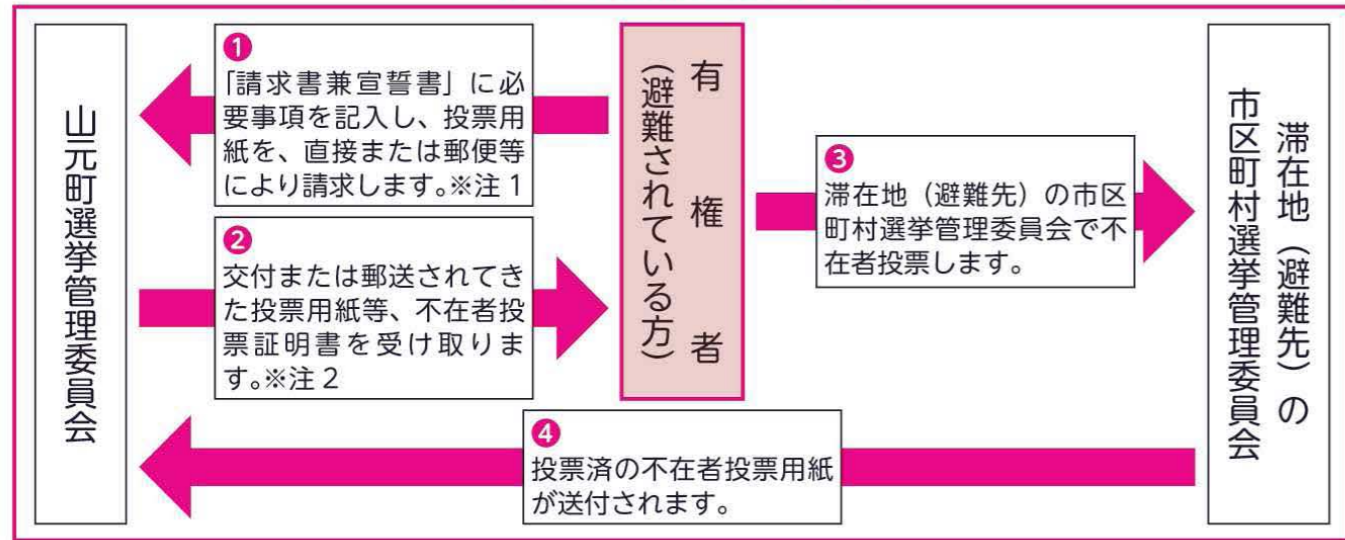 山元町選挙管理委員会
❶
「請求書兼宣誓書」に必
要事項を記入し、投票用
紙を、直接または郵便等
により請求します。※注1
❷
交付または郵送されてき
た投票用紙等、不在者投
票証明書を受け取りま
す。※注2
有権者
（避難されている方）
❸
滞在地（避難先）の市区
町村選挙管理委員会で不
在者投票します。
滞在地（避難先）の
市区町村選挙管理委員会
❹
投票済の不在者投票用紙
が送付されます。